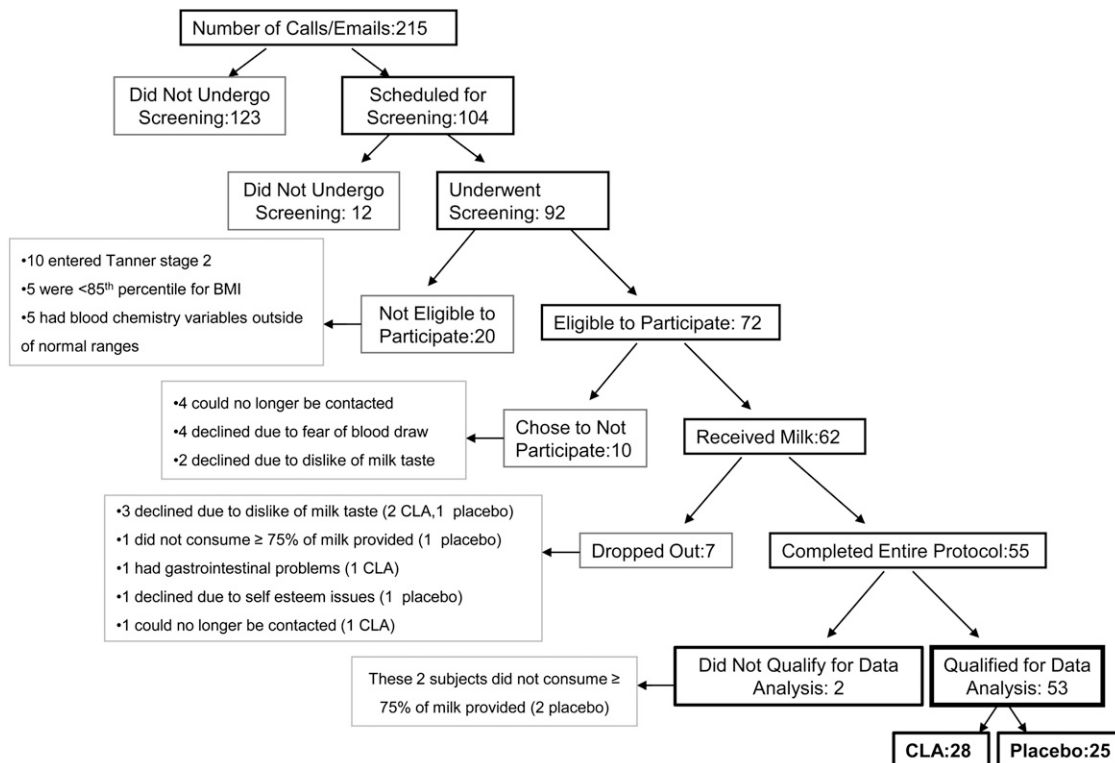 Number of Calls/Emails:215
Did Not Undergo
Screening:123
Scheduled for
Screening:104
Did Not Undergo
Screening: 12
Underwent
Screening: 92
•10 entered Tanner stage 2
•5 were <85th percentile for BMI
•5 had blood chemistry variables outside
of normal ranges
Not Eligible to
Participate:20
Eligible to Participate: 72
•4 could no longer be contacted
•4 declined due to fear of blood draw
•2 declined due to dislike of milk taste
Chose to Not
Participate:10
Received Milk:62
•3 declined due to dislike of milk taste (2 CLA,1 placebo)
•1 did not consume ≥ 75% of milk provided (1 placebo)
•1 had gastrointestinal problems (1 CLA)
•1 declined due to self esteem issues (1 placebo)
•1 could no longer be contacted (1 CLA)
Dropped Out:7
Completed Entire Protocol:55
These 2 subjects did not consume ≥
75% of milk provided (2 placebo)
Did Not Qualify for Data
Analysis: 2
Qualified for Data
Analysis: 53
CLA:28
Placebo:25